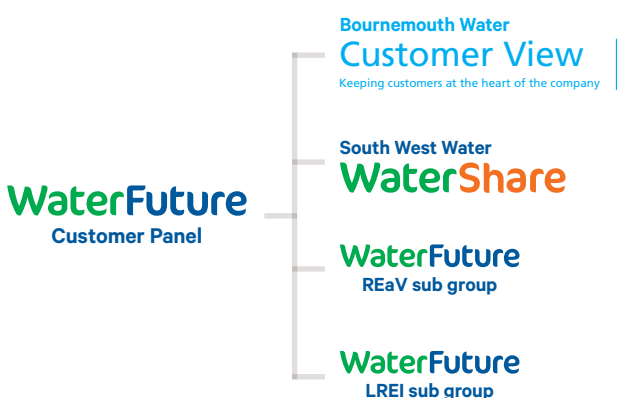 Bournemouth Water
Customer View
Keeping customers at the heart of the company
South West Water
WaterShare
WaterFuture
Customer Panel
WaterFuture
REaV sub group
WaterFuture
LREI sub group